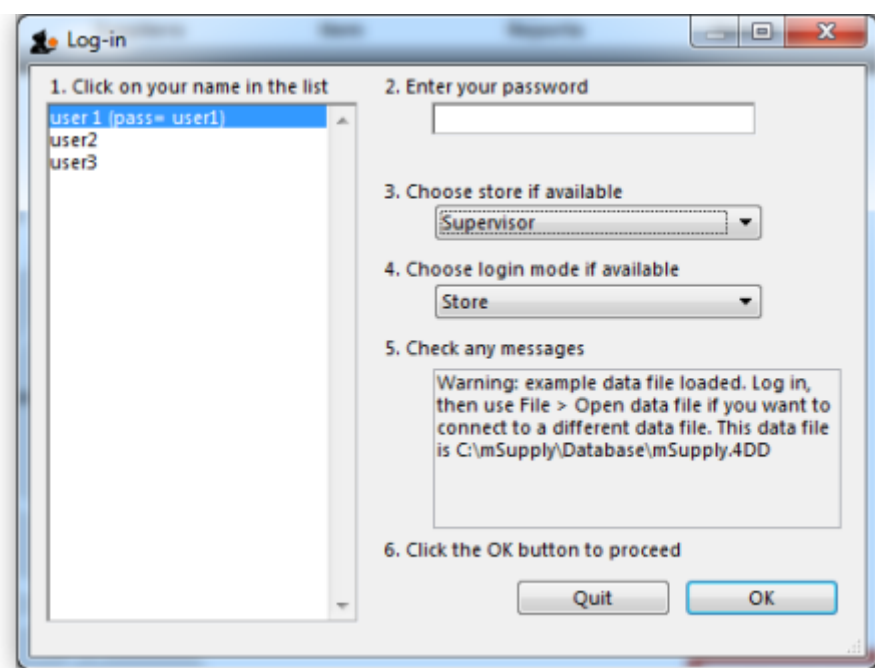 Log-in
1. Click on your name in the list
user 1 (pass= user1)
user2
user3
2. Enter your password
3. Choose store if available
Supervisor
4. Choose login mode if available
Store
5. Check any messages
Warning: example data file loaded. Log in,
then use File > Open data file if you want to
connect to a different data file. This data file
is C:\mSupply\Database\mSupply.4DD
6. Click the OK button to proceed
Quit
OK